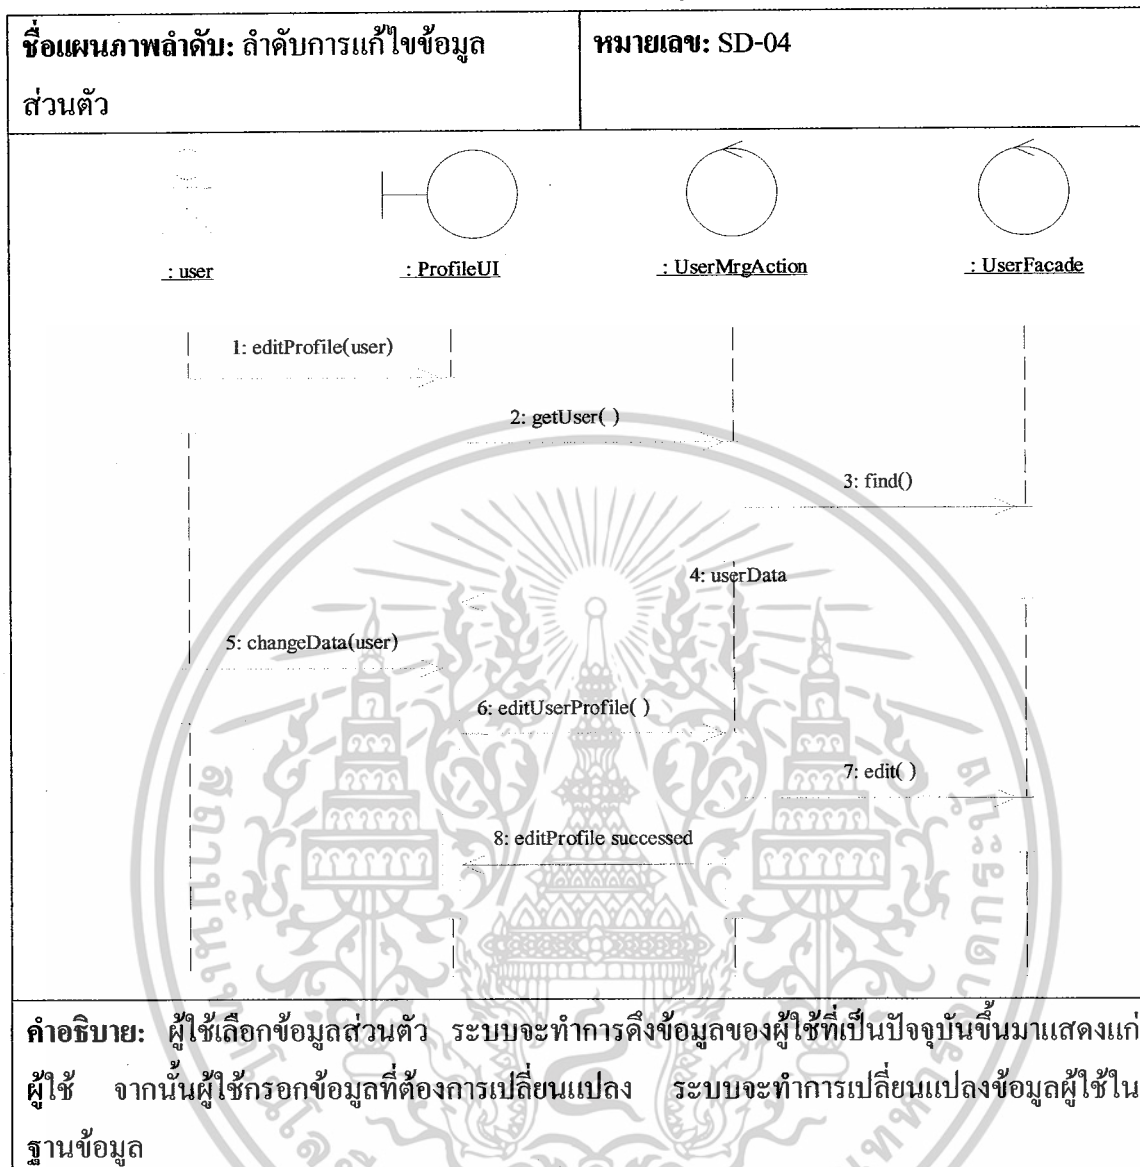 ชื่อแผนภาพลำดับ: ลำดับการแก้ไขข้อมูล
ส่วนตัว
หมายเลข: SD-04
: user
: ProfileUI
: UserMrgAction
: UserFacade
1: editProfile(user)
2: getUser( )
3: find()
4: userData
5: changeData(user)
6: editUserProfile( )
7: edit( )
8: editProfile successed
คำอธิบาย: ผู้ใช้เลือกข้อมูลส่วนตัว ระบบจะทำการดึงข้อมูลของผู้ใช้ที่เป็นปัจจุบันขึ้นมาแสดงแก่
ผู้ใช้ จากนั้นผู้ใช้กรอกข้อมูลที่ต้องการเปลี่ยนแปลง ระบบจะทำการเปลี่ยนแปลงข้อมูลผู้ใช้ใน
ฐานข้อมูล